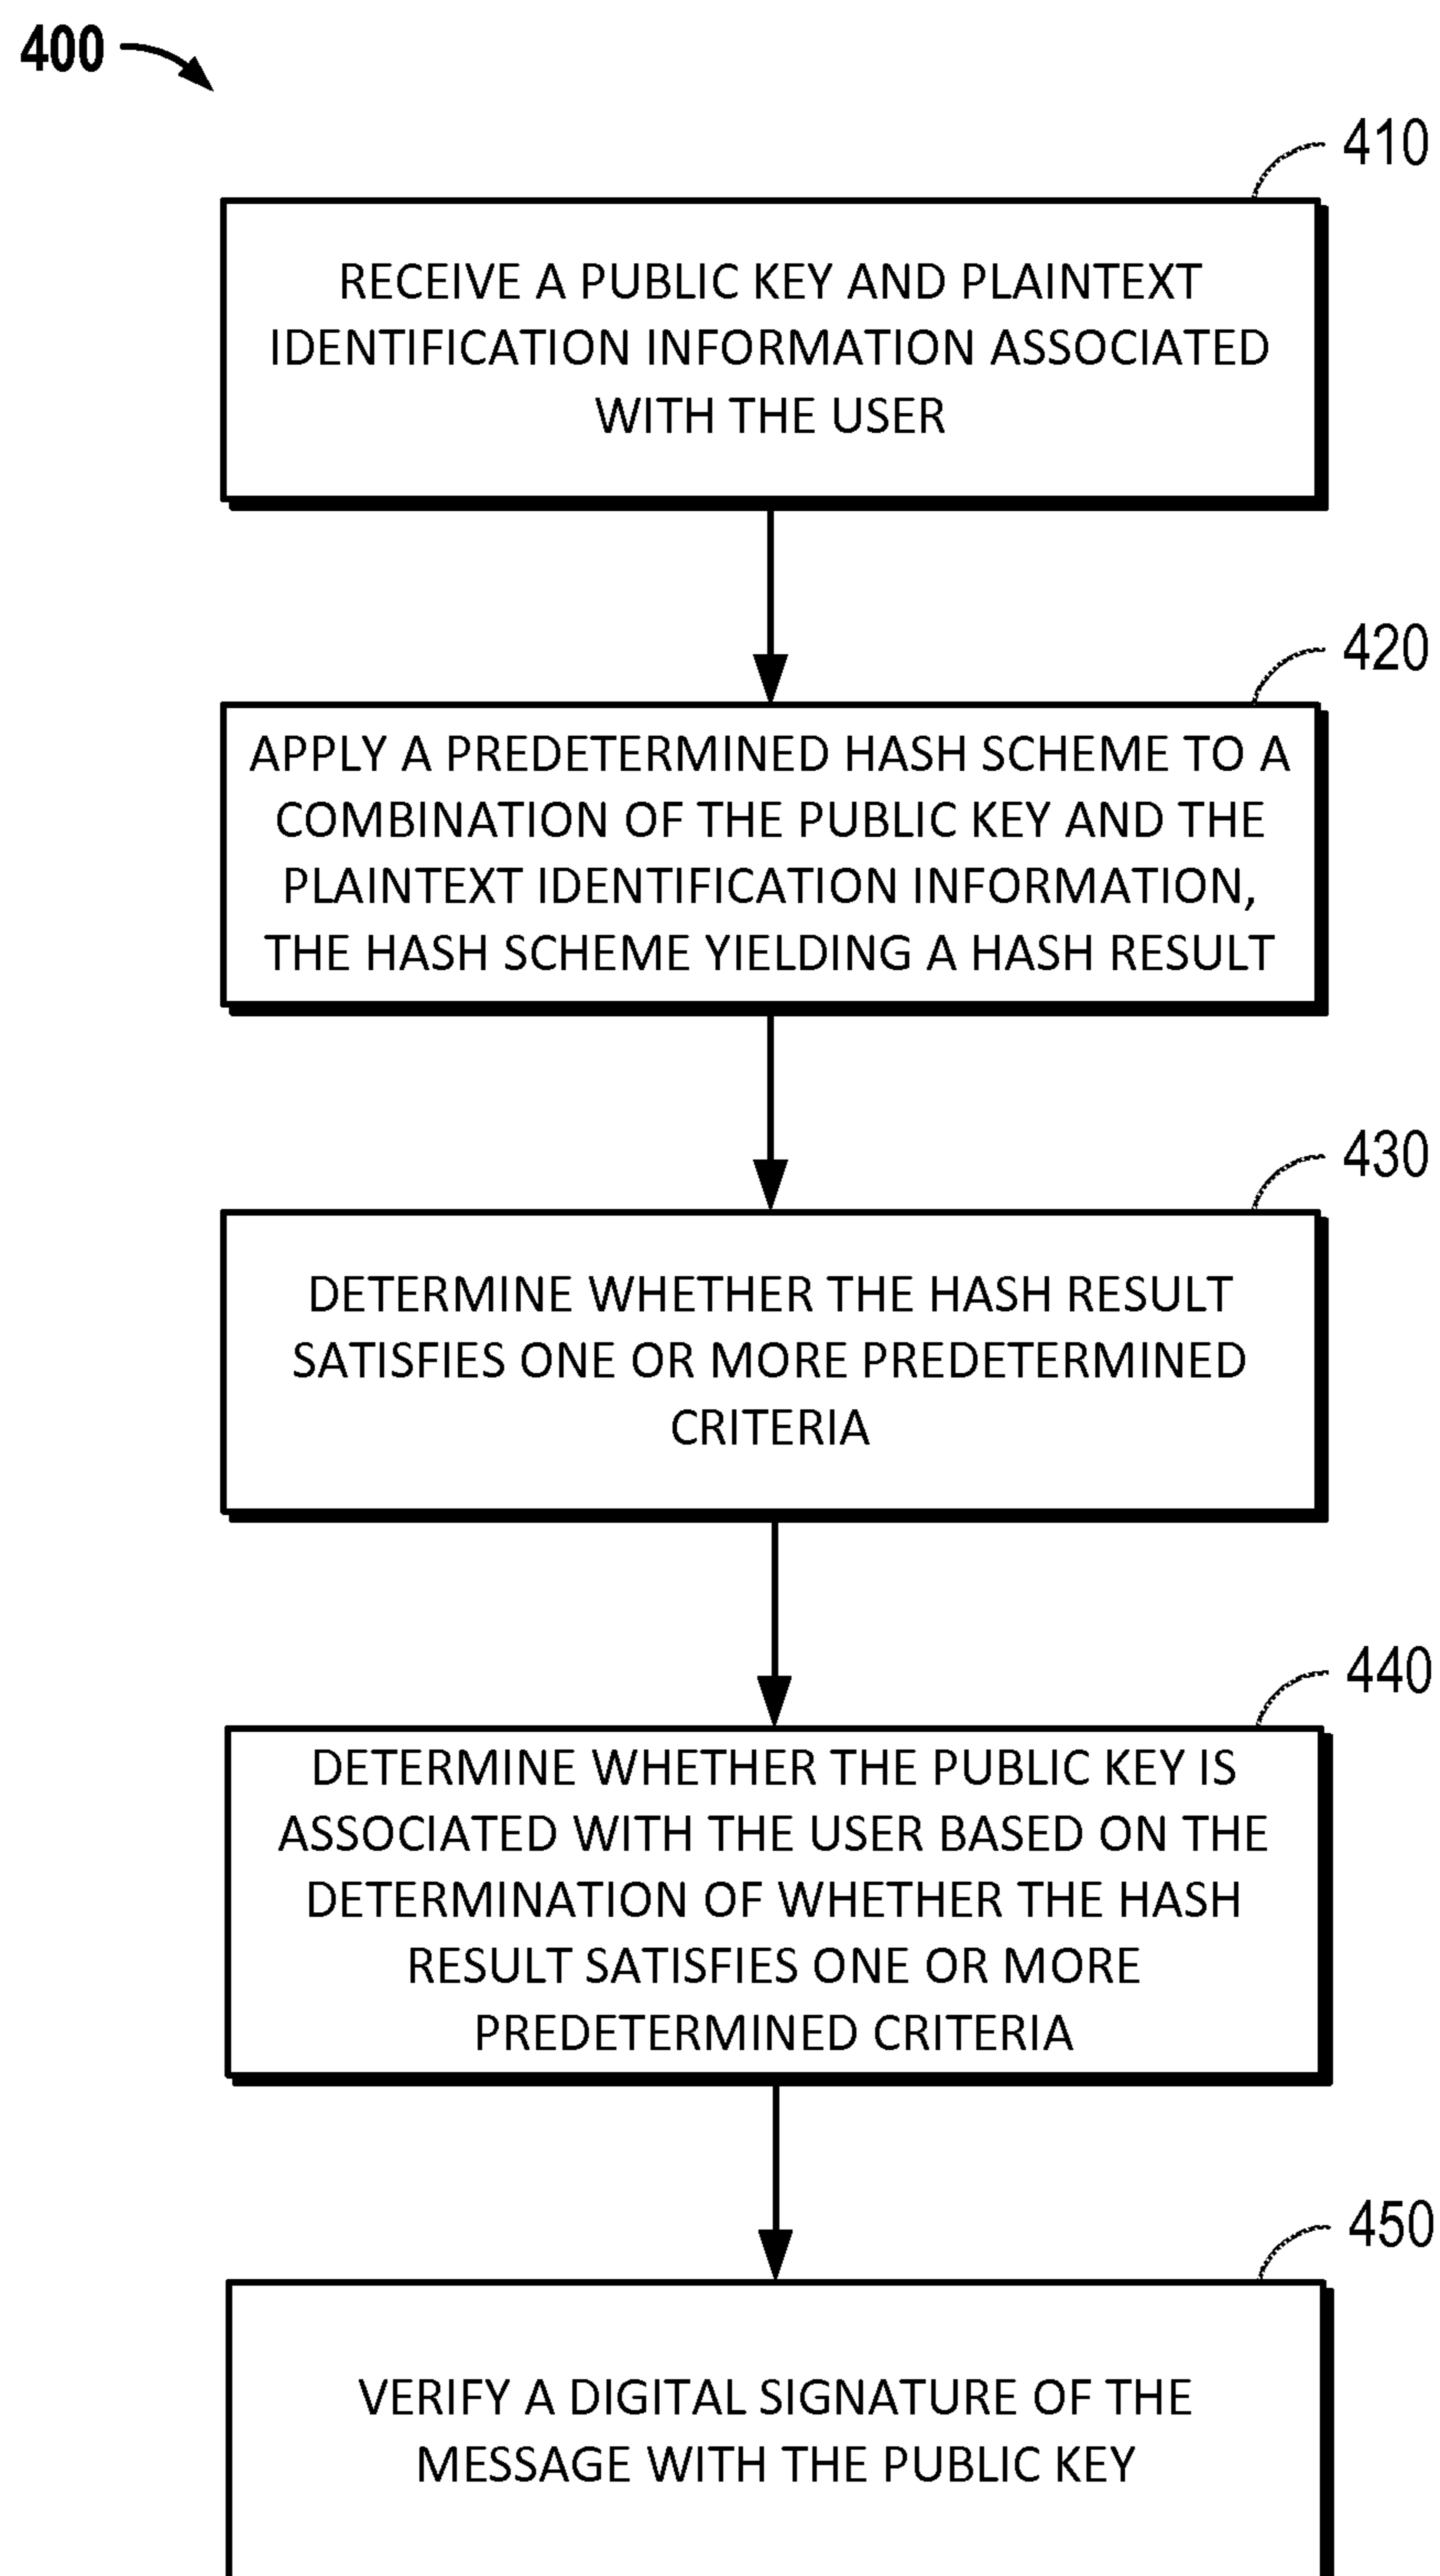 400
410
RECEIVE A PUBLIC KEY AND PLAINTEXT
IDENTIFICATION INFORMATION ASSOCIATED
WITH THE USER
420
APPLY A PREDETERMINED HASH SCHEME TO A
COMBINATION OF THE PUBLIC KEY AND THE
PLAINTEXT IDENTIFICATION INFORMATION,
THE HASH SCHEME YIELDING A HASH RESULT
430
DETERMINE WHETHER THE HASH RESULT
SATISFIES ONE OR MORE PREDETERMINED
CRITERIA
440
DETERMINE WHETHER THE PUBLIC KEY IS
ASSOCIATED WITH THE USER BASED ON THE
DETERMINATION OF WHETHER THE HASH
RESULT SATISFIES ONE OR MORE
PREDETERMINED CRITERIA
450
VERIFY A DIGITAL SIGNATURE OF THE
MESSAGE WITH THE PUBLIC KEY